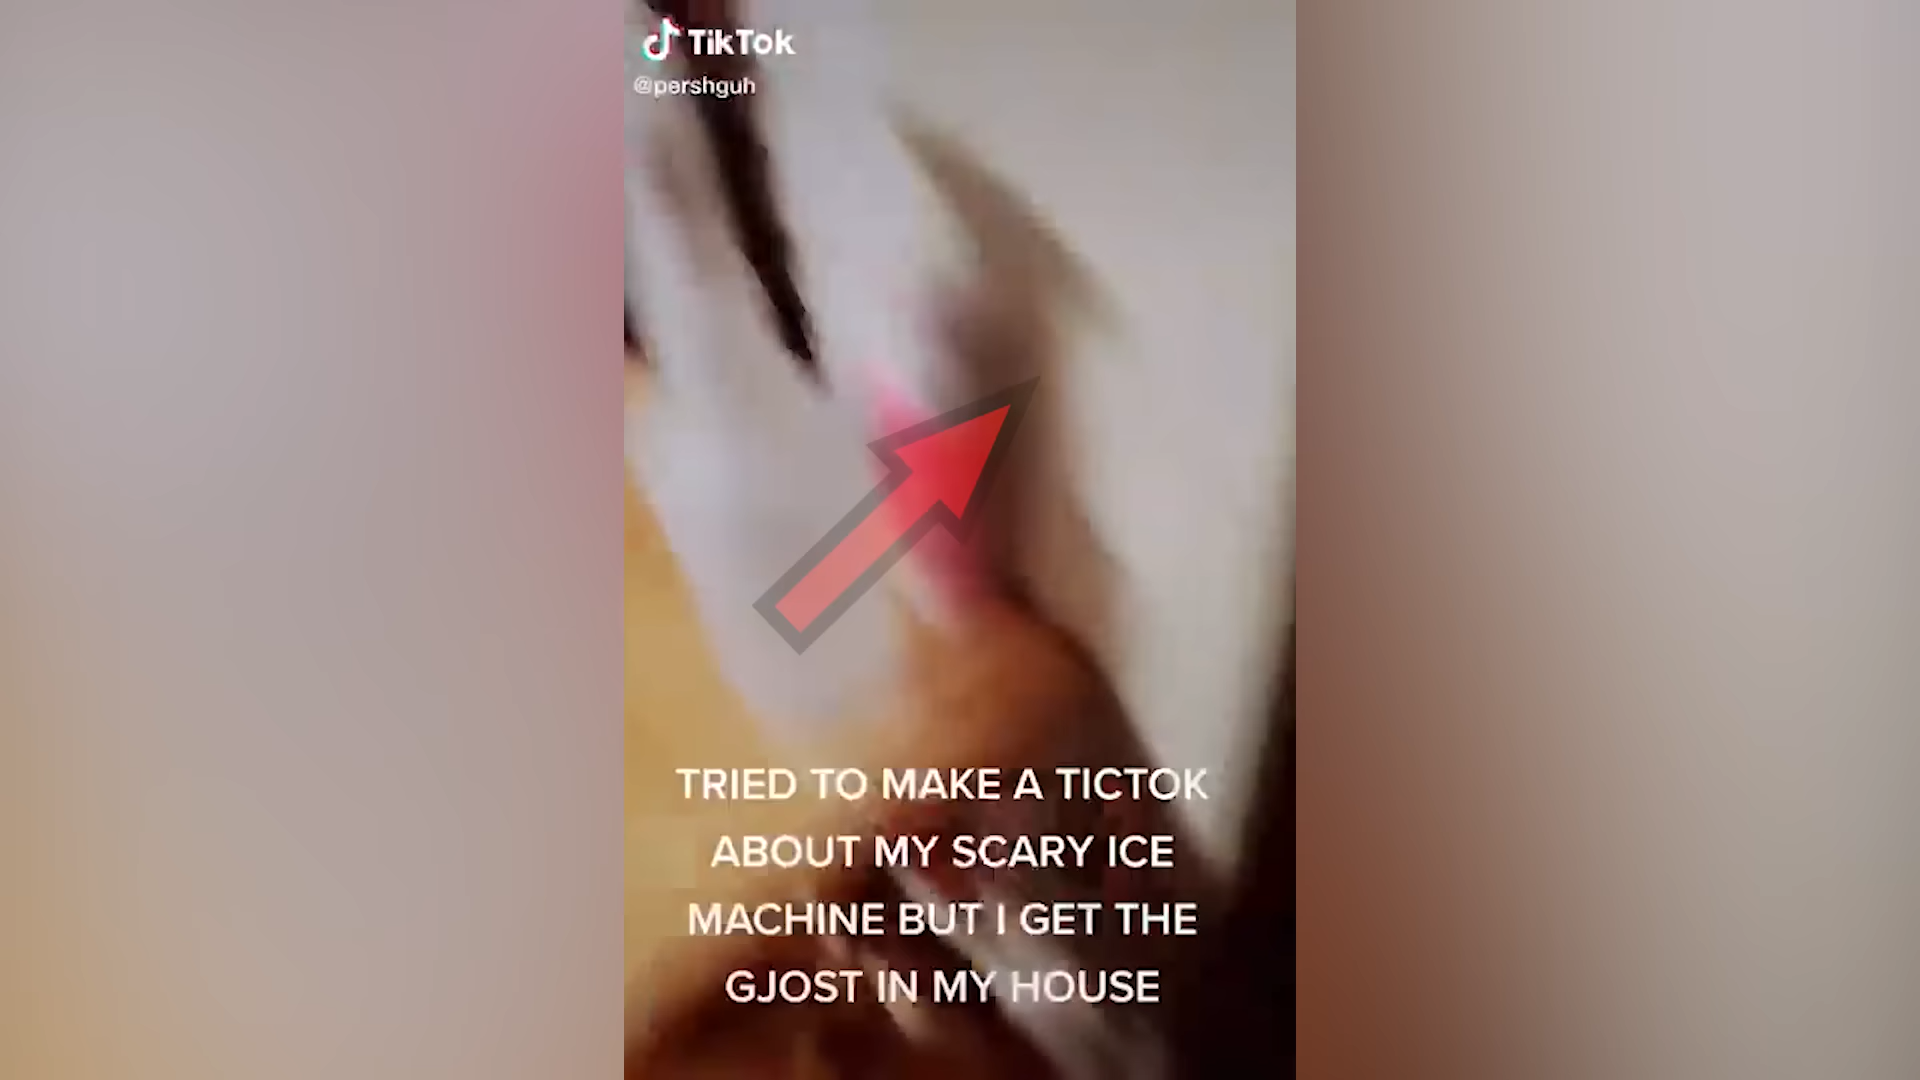 TikTok
@pershguh
TRIED TO MAKE A TICTOK
ABOUT MY SCARY ICE
MACHINE BUT I GET THE
GJOST IN MY HOUSE